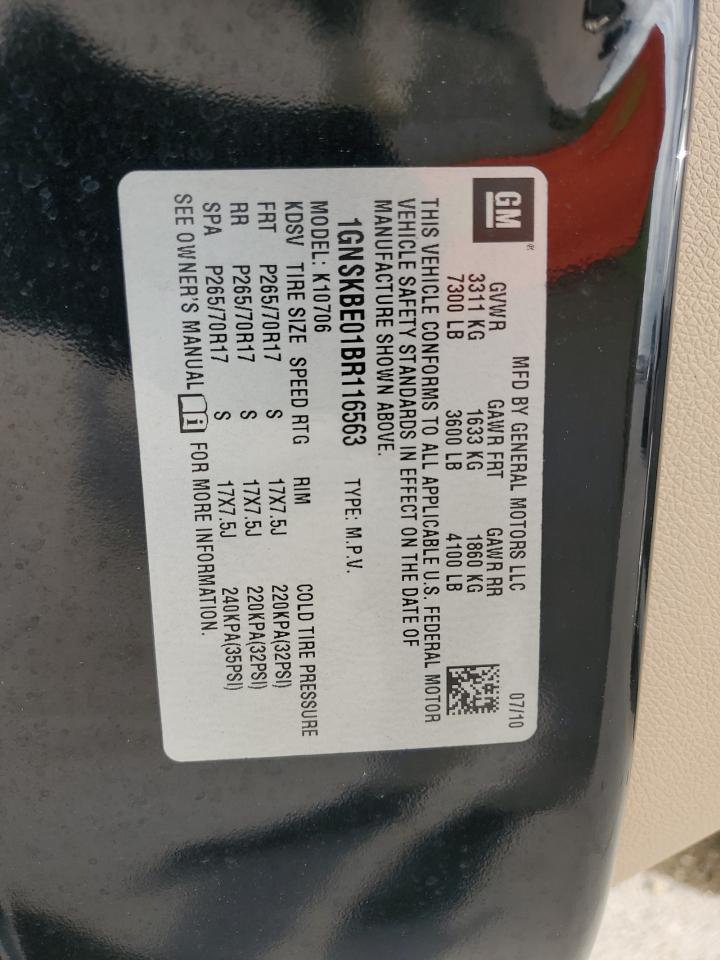 GM
MFD BY GENERAL MOTORS LLC 07/10
GVWR GAWR FRT GAWR RR
3311 KG 1633 KG 1860 KG
7300 LB 3600 LB 4100 LB
THIS VEHICLE CONFORMS TO ALL APPLICABLE U.S. FEDERAL MOTOR
VEHICLE SAFETY STANDARDS IN EFFECT ON THE DATE OF
MANUFACTURE SHOWN ABOVE.
1GNSKBE01BR116563 TYPE: M.P.V.
MODEL: K10706
KDSV TIRE SIZE SPEED RTG RIM COLD TIRE PRESSURE
FRT P265/70R17 S 17X7.5J 220KPA(32PSI)
RR P265/70R17 S 17X7.5J 220KPA(32PSI)
SPA P265/70R17 S 17X7.5J 240KPA(35PSI)
SEE OWNER'S MANUAL i FOR MORE INFORMATION.